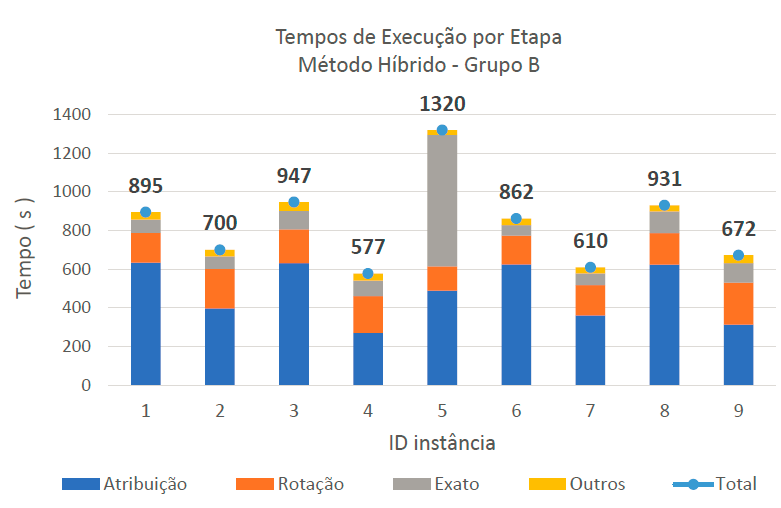 Tempos de Execução por Etapa
Método Híbrido - Grupo B
Tempo ( s )
1400
1200
1000
800
600
400
200
0
895
700
947
577
1320
862
610
931
672
1 2 3 4 5 6 7 8 9
ID instância
Atribuição Rotação Exato Outros Total